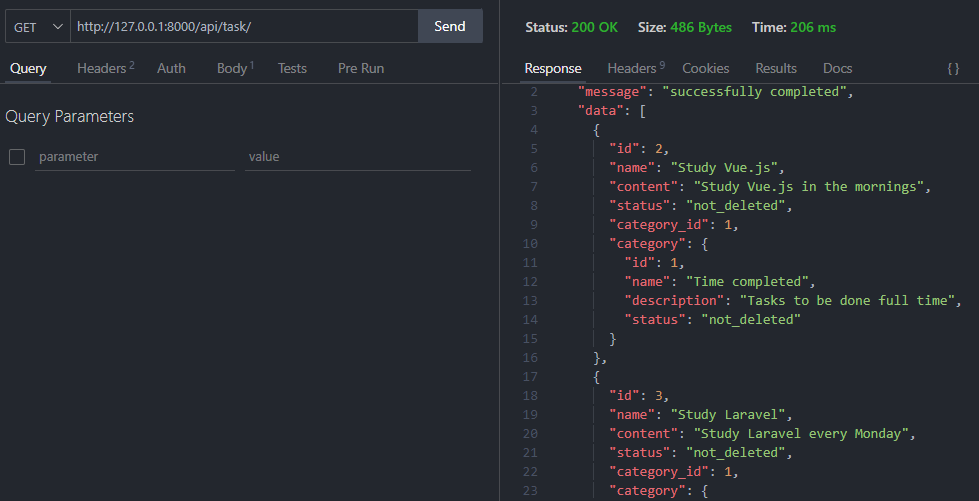 GET http://127.0.0.1:8000/api/task/ Send
Query Headers 2 Auth Body 1 Tests Pre Run
Query Parameters
parameter value
Status: 200 OK Size: 486 Bytes Time: 206 ms
Response Headers 9 Cookies Results Docs {}
2 "message": "successfully completed",
3 "data": [
4 {
5 "id": 2,
6 "name": "Study Vue.js",
7 "content": "Study Vue.js in the mornings",
8 "status": "not_deleted",
9 "category_id": 1,
10 "category": {
11 "id": 1,
12 "name": "Time completed",
13 "description": "Tasks to be done full time",
14 "status": "not_deleted"
15 }
16 },
17 {
18 "id": 3,
19 "name": "Study Laravel",
20 "content": "Study Laravel every Monday",
21 "status": "not_deleted",
22 "category_id": 1,
23 "category": {